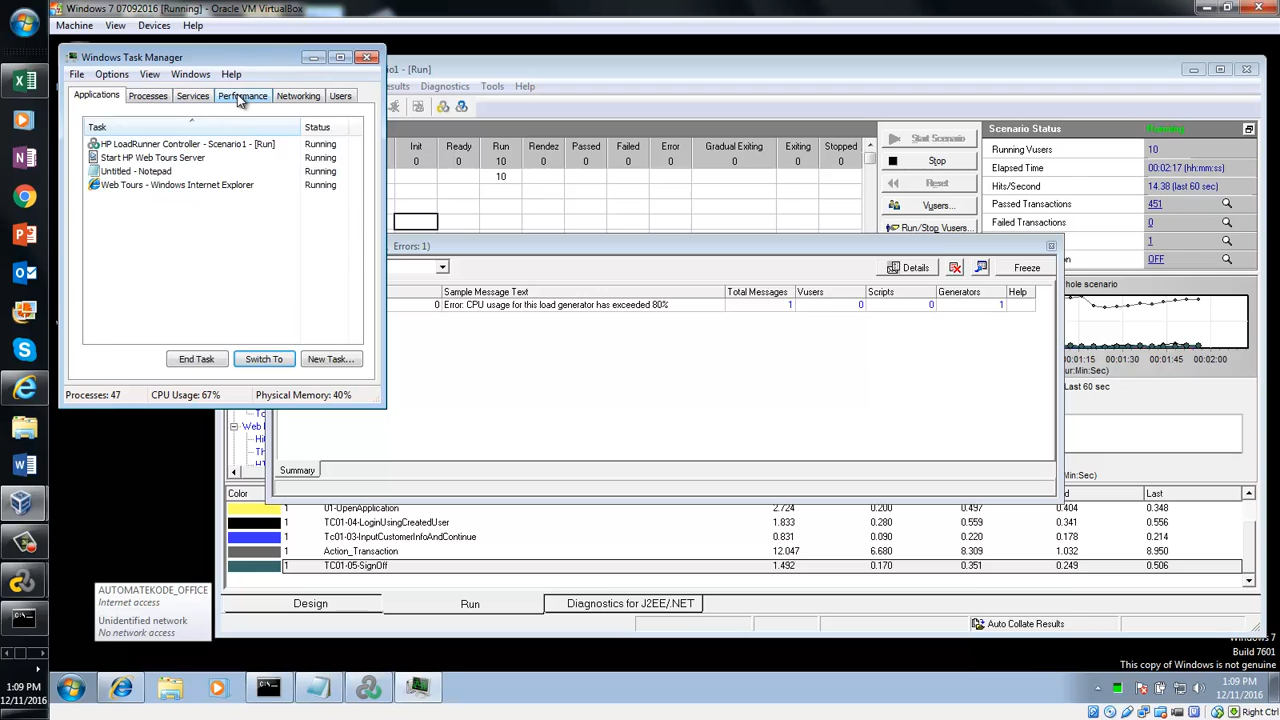 Windows 7 07092016 [Running] - Oracle VM VirtualBox
Machine View Devices Help
Windows Task Manager
File Options View Windows Help
Applications Processes Services Performance Networking Users
Task Status
HP LoadRunner Controller - Scenario1 - [Run] Running
Start HP Web Tours Server Running
Untitled - Notepad Running
Web Tours - Windows Internet Explorer Running
End Task Switch To New Task...
Processes: 47 CPU Usage: 67% Physical Memory: 40%
io1 - [Run]
esults Diagnostics Tools Help
Init Ready Run Rendez Passed Failed Error Gradual Exiting Exiting Stopped
0 0 10 0 0 0 0 0 0 0
10
Start Scenario
Stop
Reset
Vusers...
Run/Stop Vusers...
Scenario Status Running
Running Vusers 10
Elapsed Time 00:02:17 (hh:mm:ss)
Hits/Second 14.38 (last 60 sec)
Passed Transactions 451
Failed Transactions 0
1
on OFF
Errors: 1)
Details Freeze
Sample Message Text Total Messages Vusers Scripts Generators Help
0 Error: CPU usage for this load generator has exceeded 80% 1 0 0 1
Summary
hole scenario
00:01:15 00:01:30 00:01:45 00:02:00
ur:Min:Sec)
Last 60 sec
Min:Sec)
Web
Hi
Th
Color d Last
1 01-OpenApplication 2.724 0.200 0.497 0.404 0.348
1 TC01-04-LoginUsingCreatedUser 1.833 0.280 0.559 0.341 0.556
1 Tc01-03-InputCustomerInfoAndContinue 0.831 0.090 0.220 0.178 0.214
1 Action_Transaction 12.047 6.680 8.309 1.032 8.950
1 TC01-05-SignOff 1.492 0.170 0.351 0.249 0.506
Design Run Diagnostics for J2EE/.NET
Auto Collate Results
AUTOMATEKODE_OFFICE
Internet access
Unidentified network
No network access
Windows 7
Build 7601
This copy of Windows is not genuine
1:09 PM
12/11/2016
1:09 PM
12/11/2016
Right Ctrl